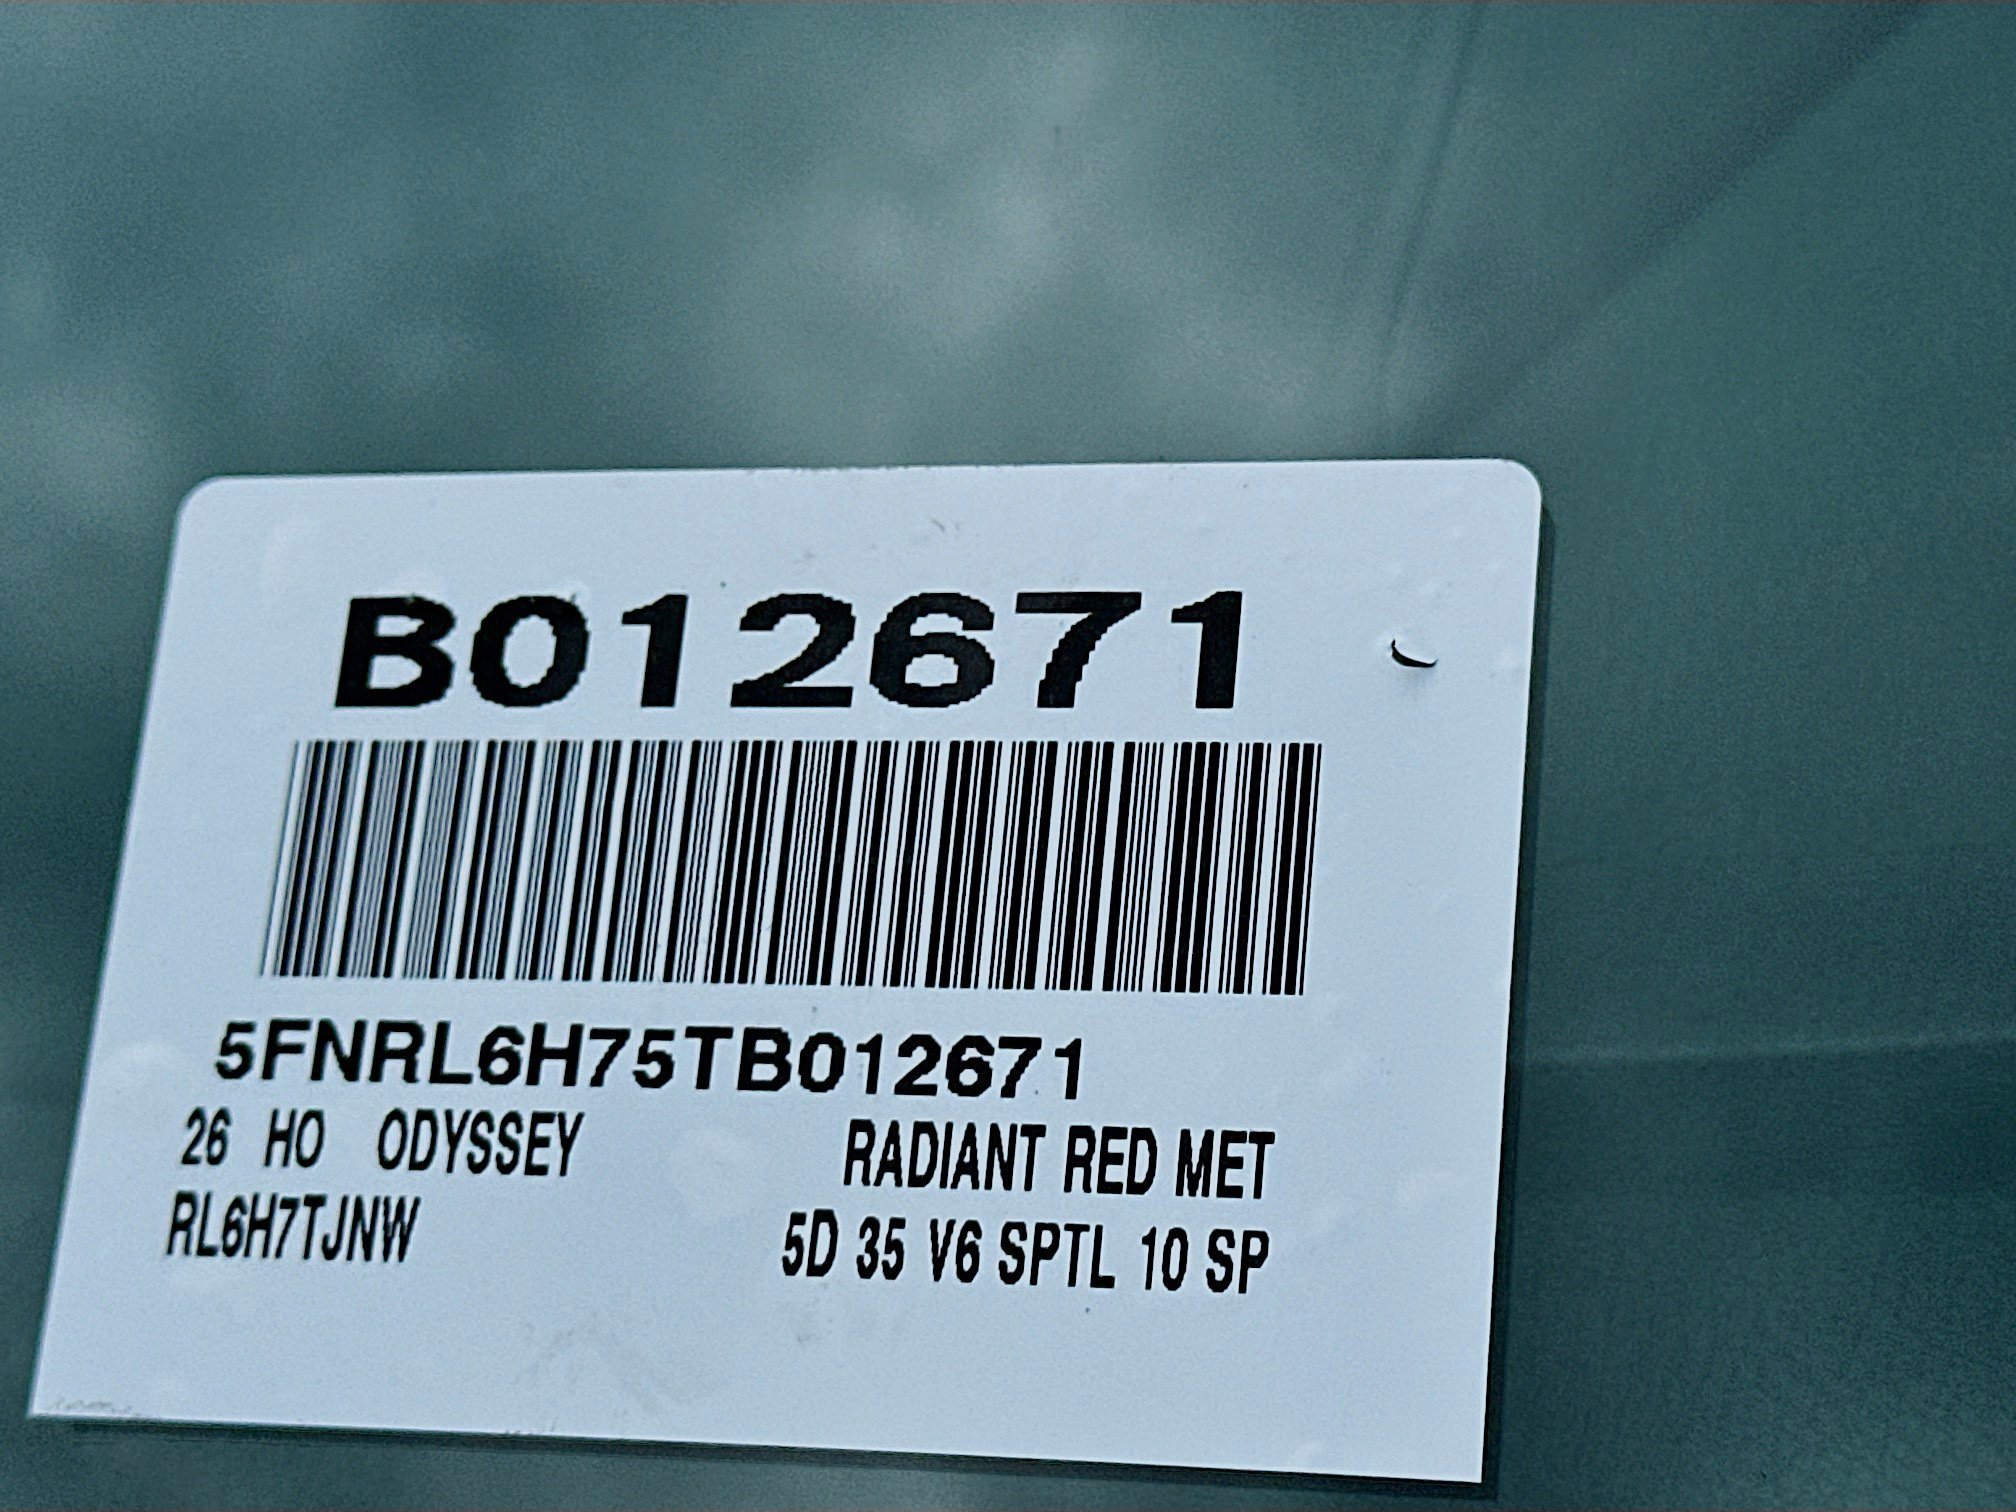 B012671
5FNRL6H75TB012671
26 HO ODYSSEY RADIANT RED MET
RL6H7TJNW 5D 35 V6 SPTL 10 SP